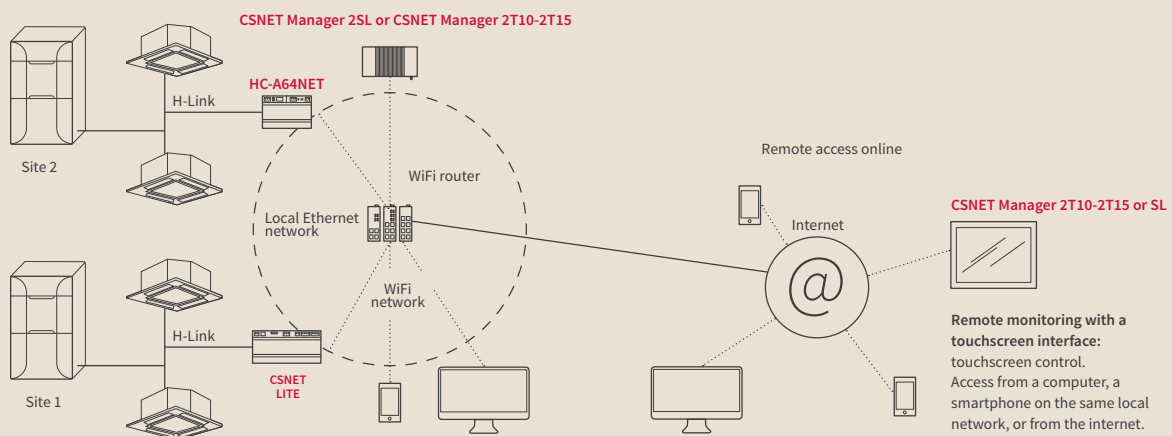 CSNET Manager 2SL or CSNET Manager 2T10-2T15
HC-A64NET
H-Link
Site 2
WiFi router
Local Ethernet
network
WiFi
network
H-Link
CSNET
LITE
Site 1
Remote access online
Internet
@
CSNET Manager 2T10-2T15 or SL
Remote monitoring with a
touchscreen interface:
touchscreen control.
Access from a computer, a
smartphone on the same local
network, or from the internet.